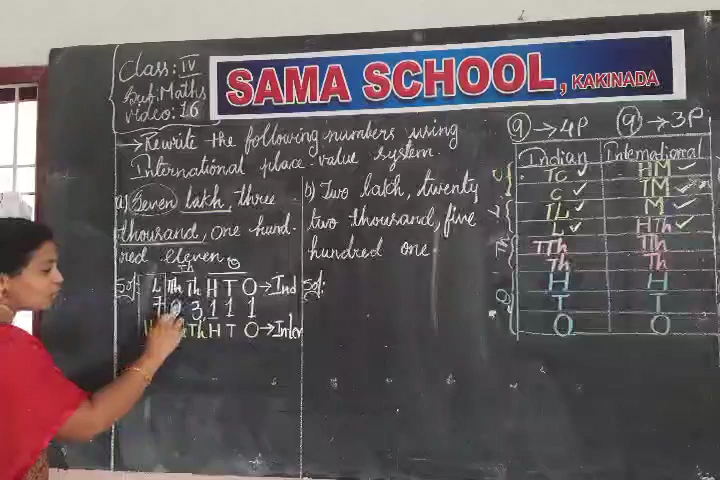 Class: IV
Sub: Maths
Video: 16
SAMA SCHOOL, KAKINADA
→ Rewrite the following numbers using
International place-value system.
a) Seven lakh, three
thousand, one hund-
red eleven.
Th O
Sol: L TTh Th H T O → Ind
7 0 3 1 1 1
H Th H T O → Inter
b) Two lakh, twenty
two thousand, five
hundred one.
Sol:
9 → 4P 9 → 3P
Indian International
TC ✓ HM ✓
C ✓ TM ✓
TL ✓ M ✓
L ✓ HTh ✓
TTh TTh
Th Th
H H
T T
O O
C
L
Th
O